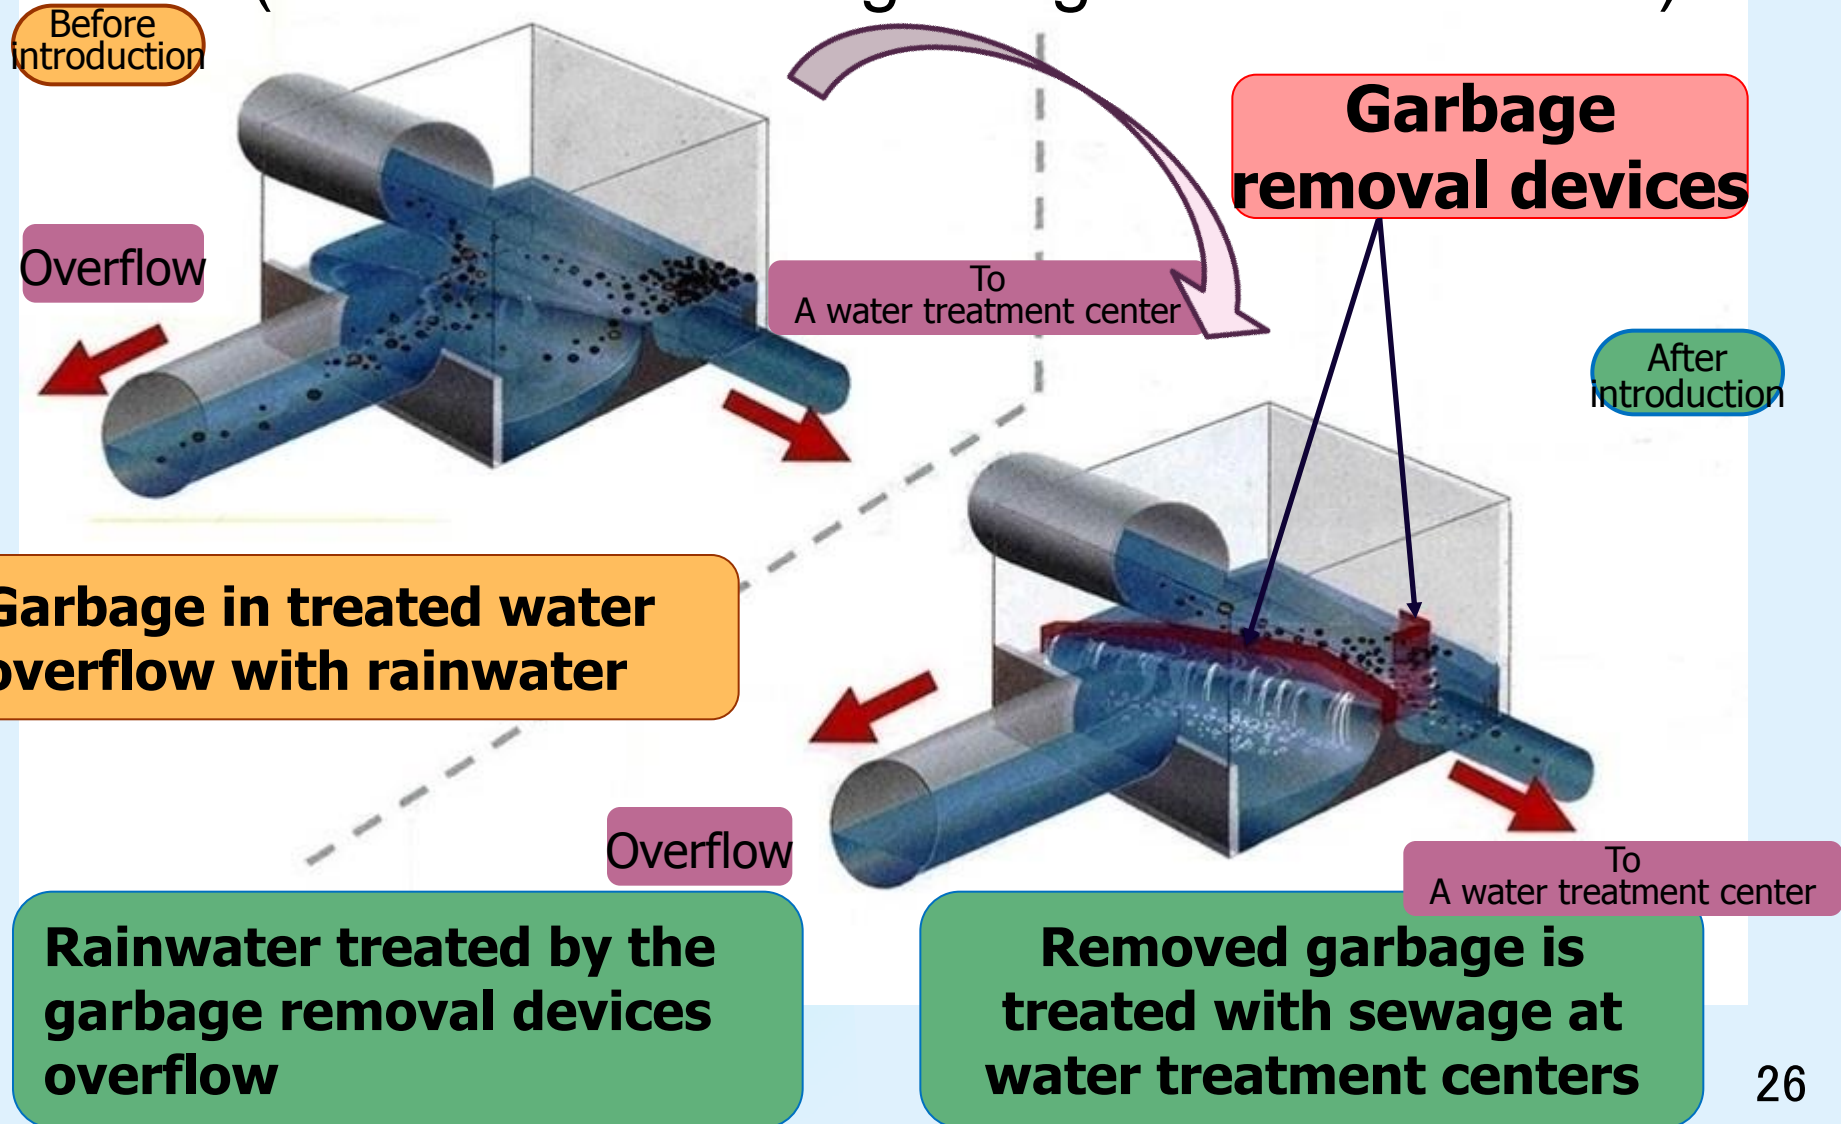 Before
introduction
Garbage
removal devices
Overflow
To
A water treatment center
After
introduction
Garbage in treated water
overflow with rainwater
Overflow
To
A water treatment center
Rainwater treated by the
garbage removal devices
overflow
Removed garbage is
treated with sewage at
water treatment centers
26